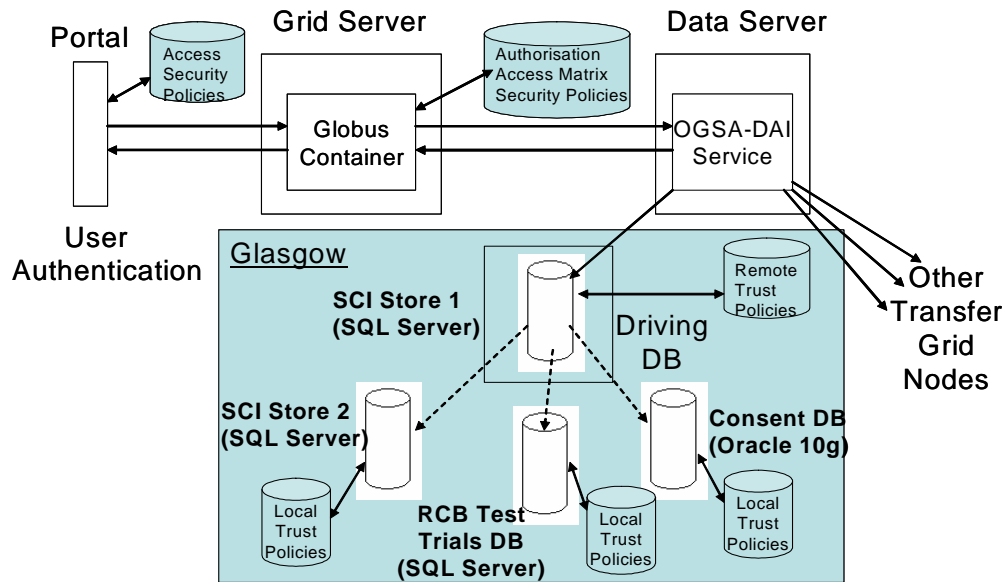 Portal
Grid Server
Data Server
Access
Security
Policies
Authorisation
Access Matrix
Security Policies
Globus
Container
OGSA-DAI
Service
User
Authentication
Glasgow
SCI Store 1
(SQL Server)
Remote
Trust
Policies
Driving
DB
Other
Transfer
Grid
Nodes
SCI Store 2
(SQL Server)
Consent DB
(Oracle 10g)
Local
Trust
Policies
RCB Test
Trials DB
(SQL Server)
Local
Trust
Policies
Local
Trust
Policies